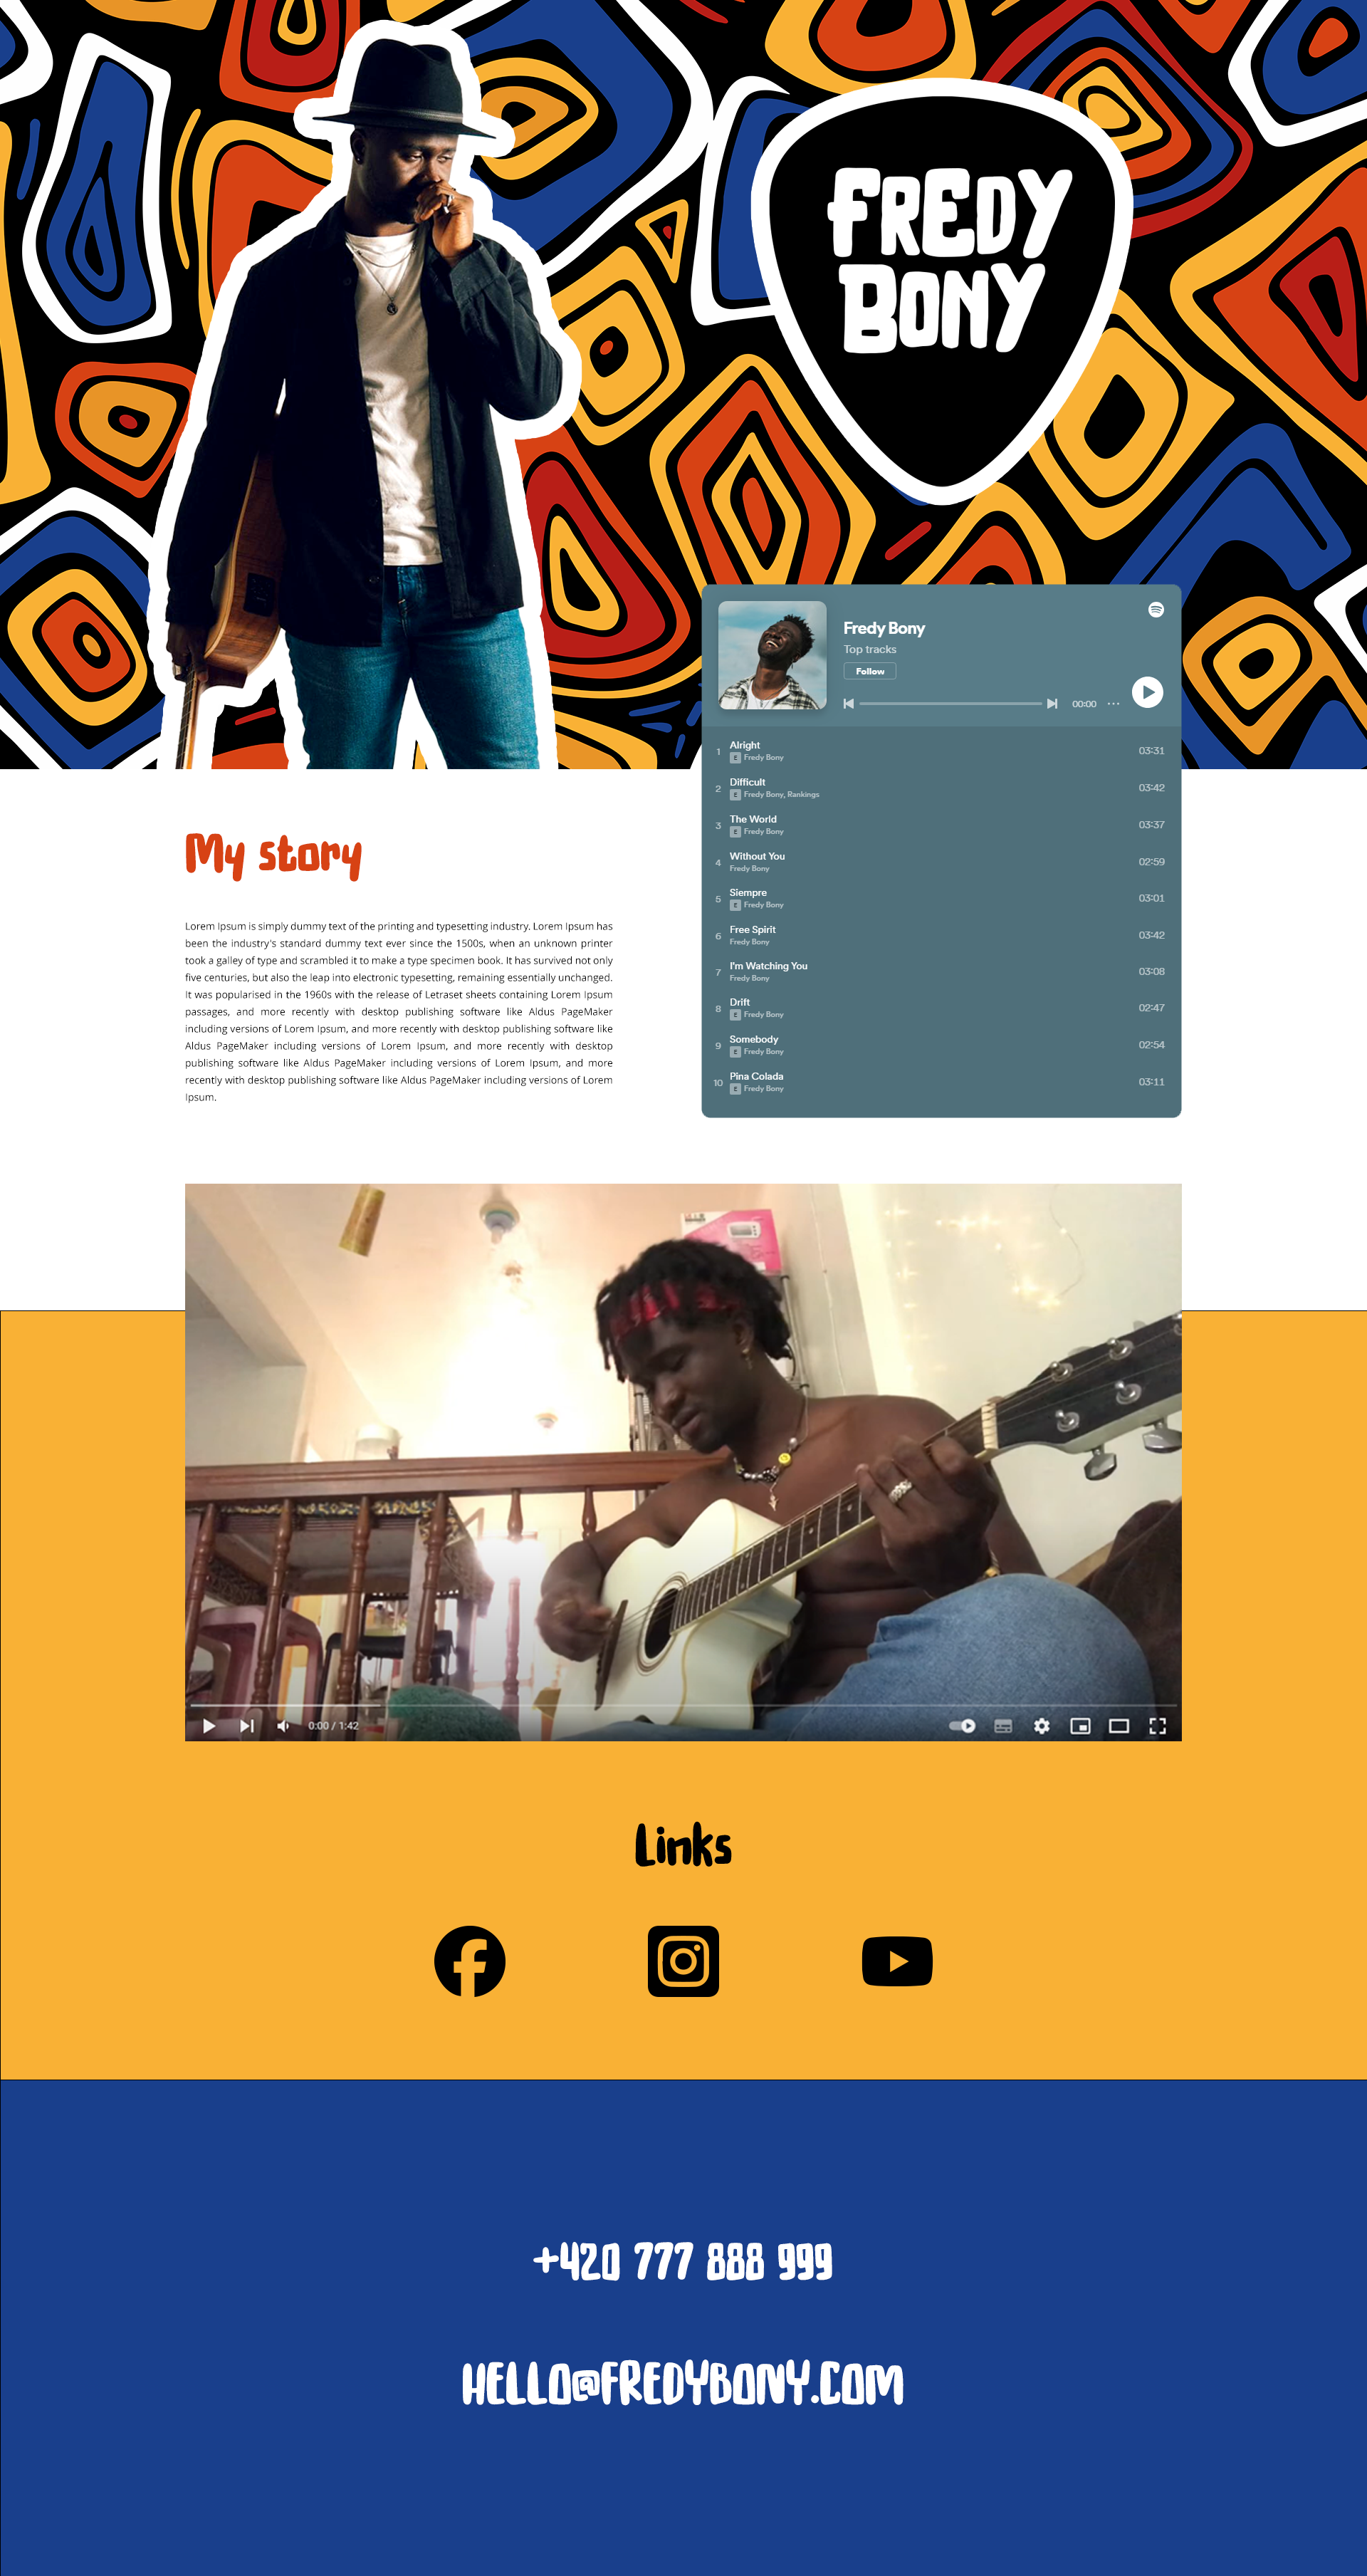 FREDY
BONY
Fredy Bony
Top tracks
Follow
00:00
1 Alright 03:31
E Fredy Bony
2 Difficult 03:42
E Fredy Bony, Rankings
3 The World 03:37
E Fredy Bony
4 Without You 02:59
Fredy Bony
5 Siempre 03:01
E Fredy Bony
6 Free Spirit 03:42
Fredy Bony
7 I'm Watching You 03:08
Fredy Bony
8 Drift 02:47
E Fredy Bony
9 Somebody 02:54
E Fredy Bony
10 Pina Colada 03:11
E Fredy Bony
My story
Lorem Ipsum is simply dummy text of the printing and typesetting industry. Lorem Ipsum has
been the industry's standard dummy text ever since the 1500s, when an unknown printer
took a galley of type and scrambled it to make a type specimen book. It has survived not only
five centuries, but also the leap into electronic typesetting, remaining essentially unchanged.
It was popularised in the 1960s with the release of Letraset sheets containing Lorem Ipsum
passages, and more recently with desktop publishing software like Aldus PageMaker
including versions of Lorem Ipsum, and more recently with desktop publishing software like
Aldus PageMaker including versions of Lorem Ipsum, and more recently with desktop
publishing software like Aldus PageMaker including versions of Lorem Ipsum, and more
recently with desktop publishing software like Aldus PageMaker including versions of Lorem
Ipsum.
0:00 / 1:42
Links
+420 777 888 999
HELLO@FREDYBONY.COM